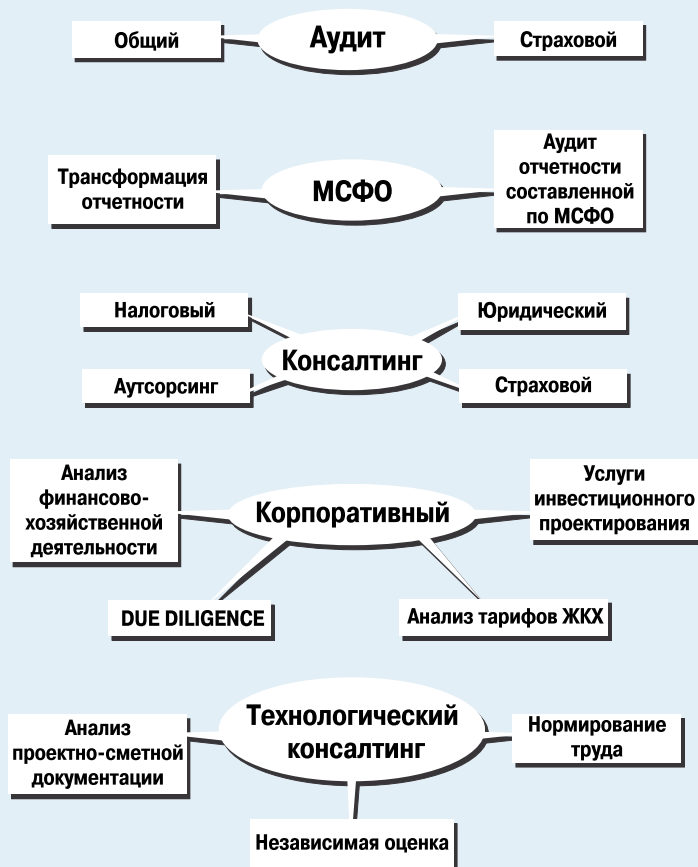 Общий
Аудит
Страховой
Трансформация
отчетности
МСФО
Аудит
отчетности
составленной
по МСФО
Налоговый
Юридический
Консалтинг
Аутсорсинг
Страховой
Анализ
финансово-
хозяйственной
деятельности
Корпоративный
Услуги
инвестиционного
проектирования
DUE DILIGENCE
Анализ тарифов ЖКХ
Технологический
консалтинг
Анализ
проектно-сметной
документации
Нормирование
труда
Независимая оценка